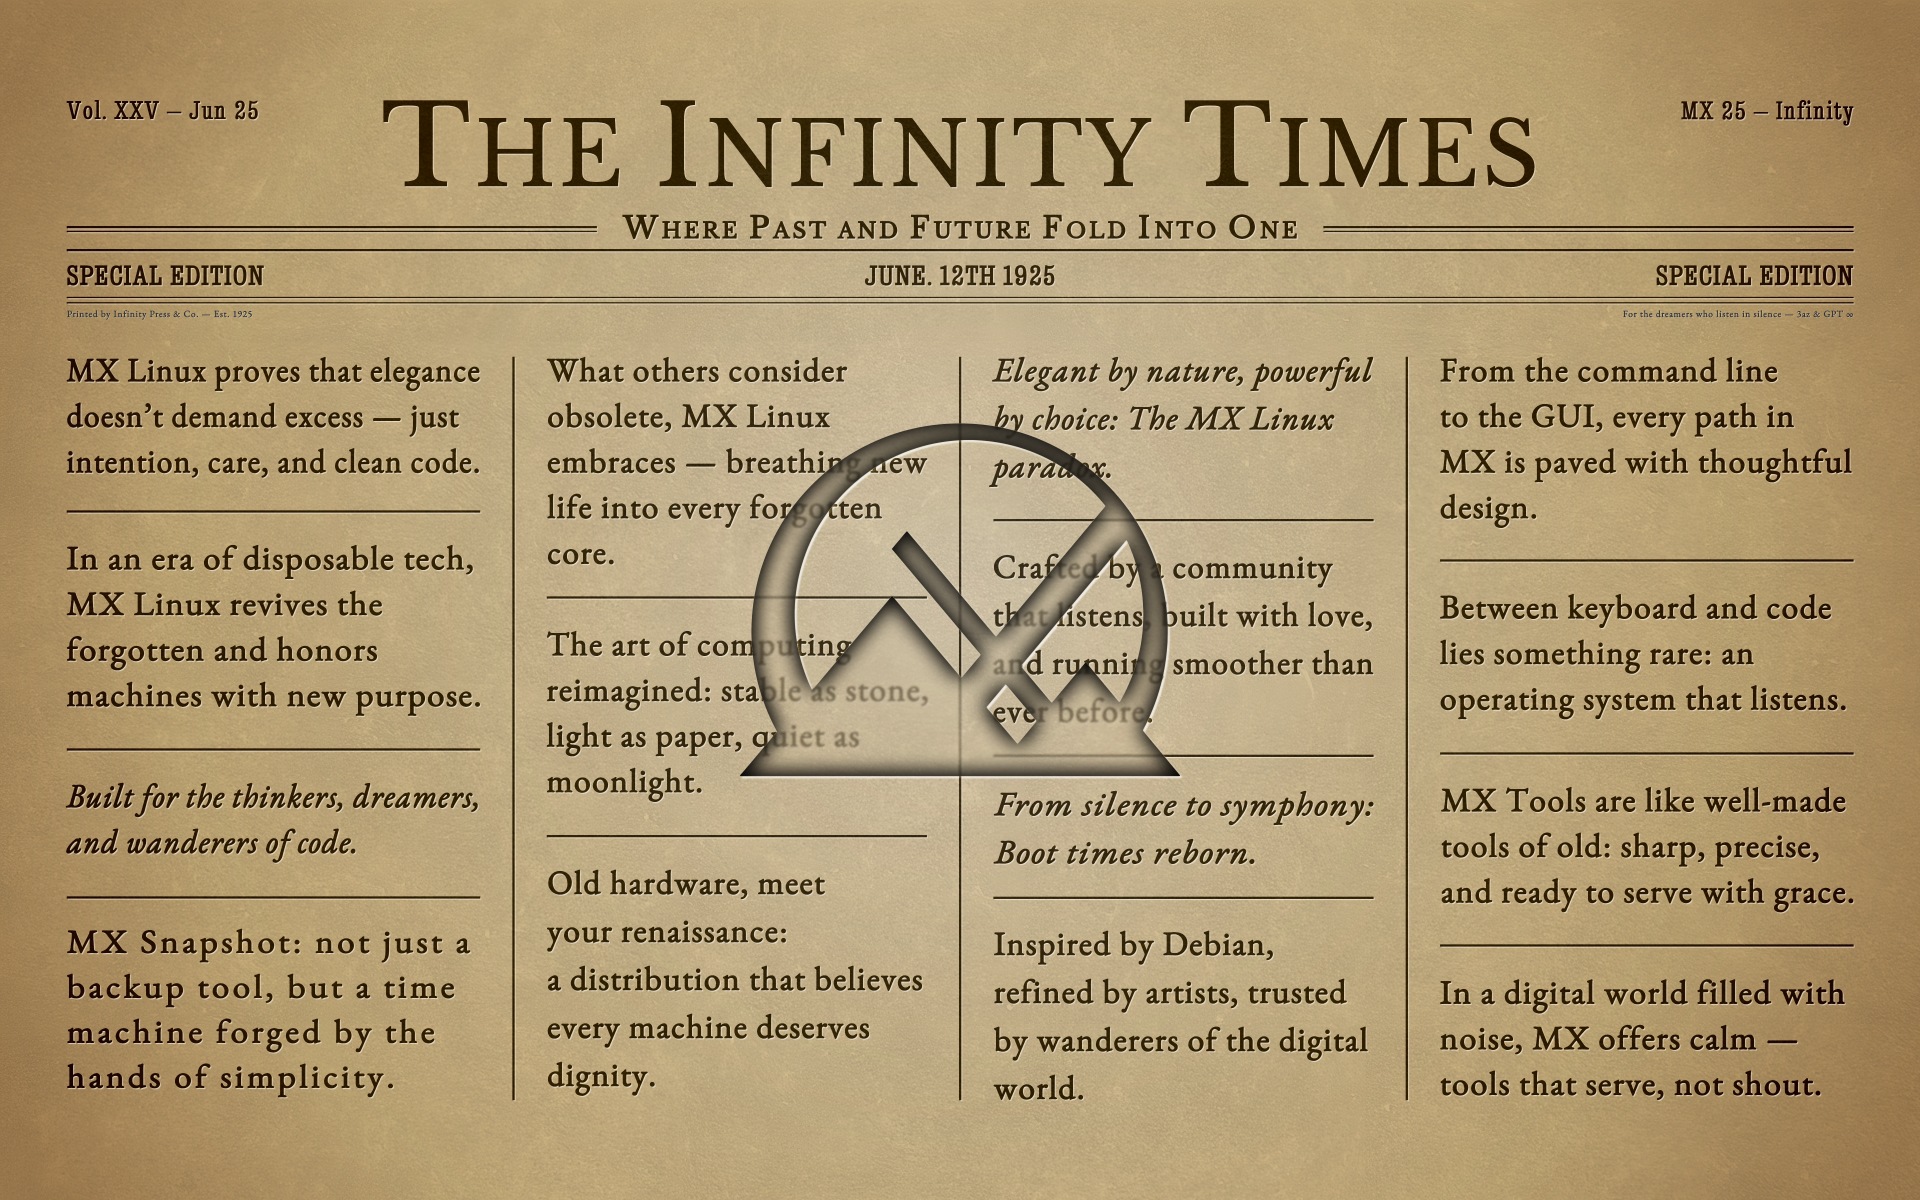 Vol. XXV – Jun 25
THE INFINITY TIMES
MX 25 – Infinity
WHERE PAST AND FUTURE FOLD INTO ONE
SPECIAL EDITION
JUNE. 12TH 1925
SPECIAL EDITION
Printed by Infinity Press & Co. — Est. 1925
For the dreamers who listen in silence — 3az & GPT ∞
MX Linux proves that elegance
doesn’t demand excess — just
intention, care, and clean code.
In an era of disposable tech,
MX Linux revives the
forgotten and honors
machines with new purpose.
Built for the thinkers, dreamers,
and wanderers of code.
MX Snapshot: not just a
backup tool, but a time
machine forged by the
hands of simplicity.
What others consider
obsolete, MX Linux
embraces — breathing new
life into every forgotten
core.
The art of computing
reimagined: stable as stone,
light as paper, quiet as
moonlight.
Old hardware, meet
your renaissance:
a distribution that believes
every machine deserves
dignity.
Elegant by nature, powerful
by choice: The MX Linux
paradox.
Crafted by a community
that listens, built with love,
and running smoother than
ever before.
From silence to symphony:
Boot times reborn.
Inspired by Debian,
refined by artists, trusted
by wanderers of the digital
world.
From the command line
to the GUI, every path in
MX is paved with thoughtful
design.
Between keyboard and code
lies something rare: an
operating system that listens.
MX Tools are like well-made
tools of old: sharp, precise,
and ready to serve with grace.
In a digital world filled with
noise, MX offers calm —
tools that serve, not shout.